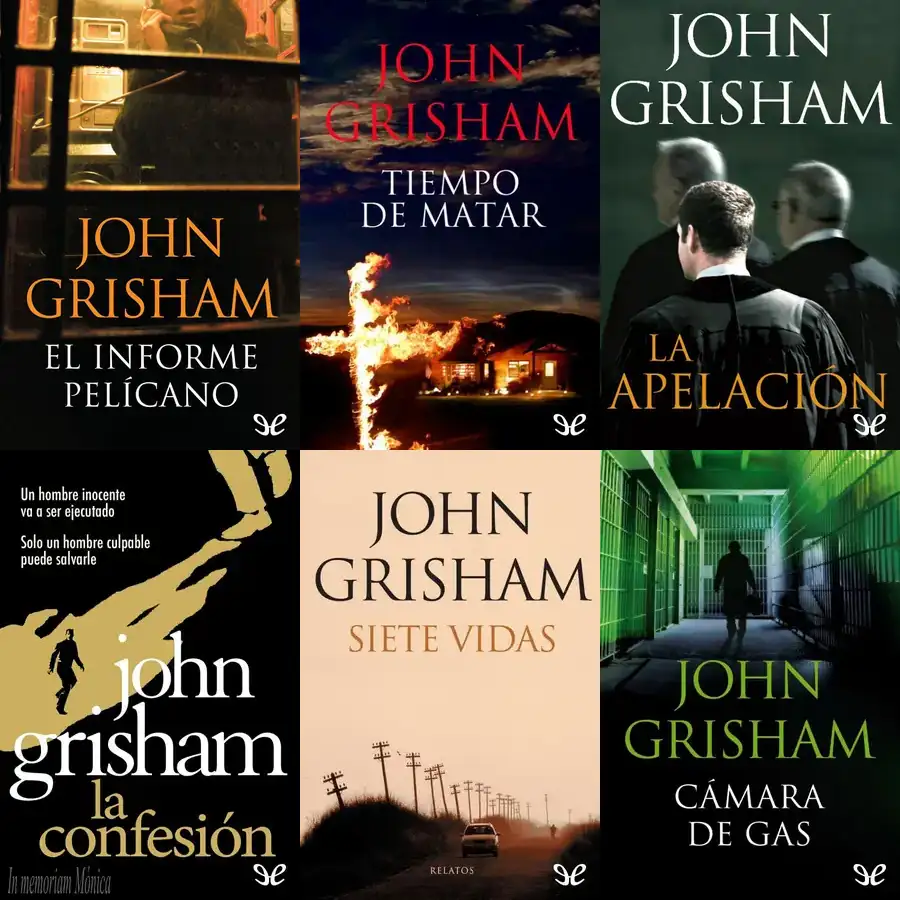 JOHN
GRISHAM
EL INFORME
PELÍCANO
JOHN
GRISHAM
TIEMPO
DE MATAR
JOHN
GRISHAM
LA
APELACIÓN
Un hombre inocente
va a ser ejecutado
Solo un hombre culpable
puede salvarle
john
grisham
la
confesión
In memoriam Mónica
JOHN
GRISHAM
SIETE VIDAS
RELATOS
JOHN
GRISHAM
CÁMARA
DE GAS